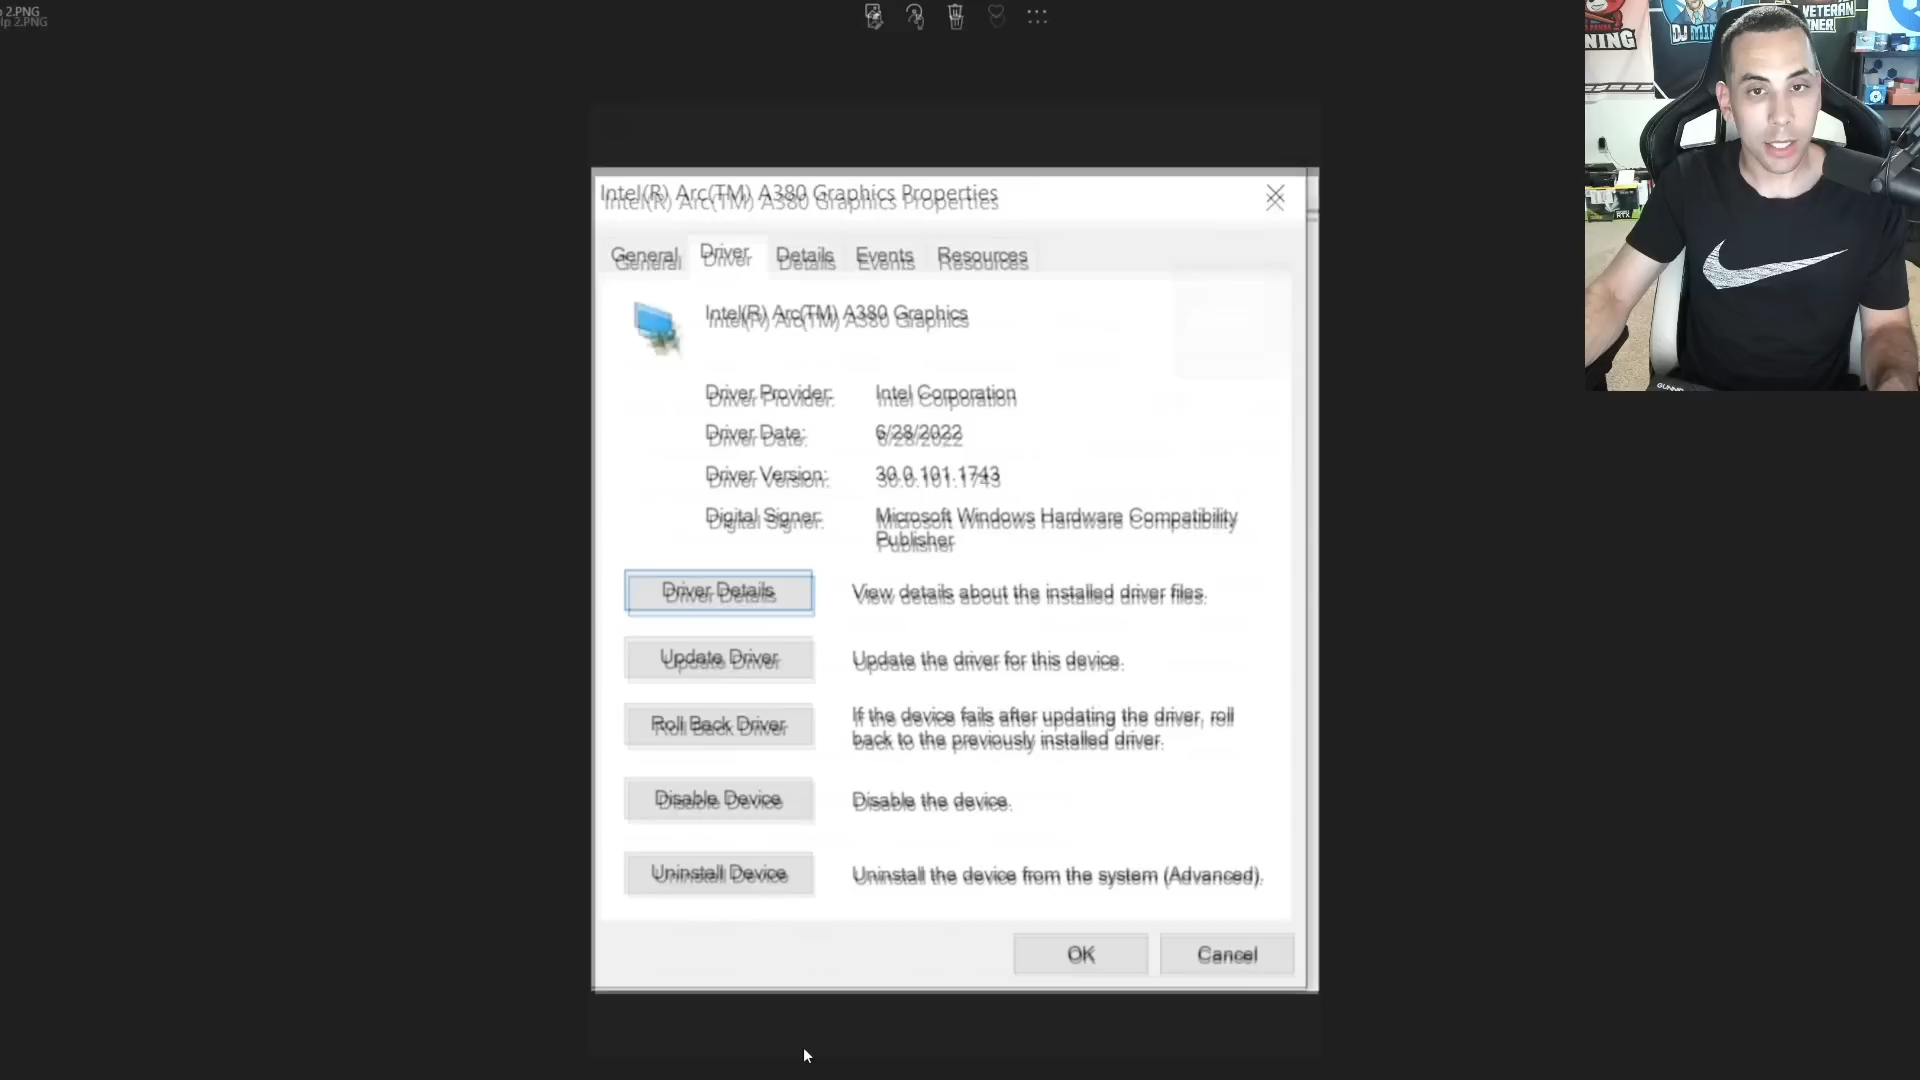 2.PNG
Intel(R) Arc(TM) A380 Graphics Properties
General Driver Details Events Resources
Intel(R) Arc(TM) A380 Graphics
Driver Provider: Intel Corporation
Driver Date: 6/28/2022
Driver Version: 30.0.101.1743
Digital Signer: Microsoft Windows Hardware Compatibility
Publisher
Driver Details View details about the installed driver files.
Update Driver Update the driver for this device.
Roll Back Driver If the device fails after updating the driver, roll
back to the previously installed driver.
Disable Device Disable the device.
Uninstall Device Uninstall the device from the system (Advanced).
OK Cancel
NING
DJ MIN
VETERAN
NER
RTX